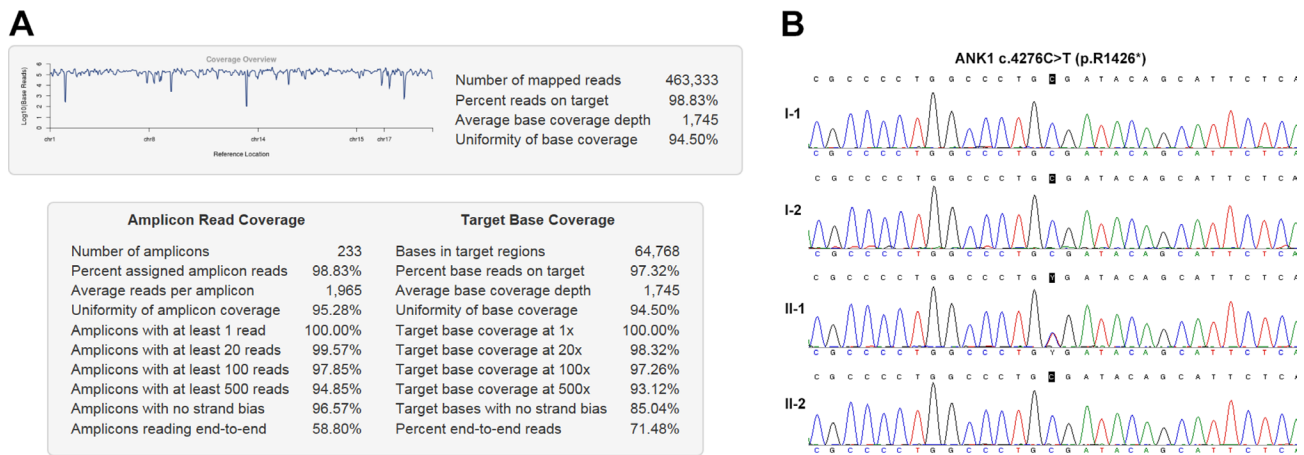 A
Coverage Overview
Log10(Base Reads)
6
5
4
3
2
1
0
chr1 chr8 chr14 chr15 chr17
Reference Location
Number of mapped reads 463,333
Percent reads on target 98.83%
Average base coverage depth 1,745
Uniformity of base coverage 94.50%
Amplicon Read Coverage
Number of amplicons 233
Percent assigned amplicon reads 98.83%
Average reads per amplicon 1,965
Uniformity of amplicon coverage 95.28%
Amplicons with at least 1 read 100.00%
Amplicons with at least 20 reads 99.57%
Amplicons with at least 100 reads 97.85%
Amplicons with at least 500 reads 94.85%
Amplicons with no strand bias 96.57%
Amplicons reading end-to-end 58.80%
Target Base Coverage
Bases in target regions 64,768
Percent base reads on target 97.32%
Average base coverage depth 1,745
Uniformity of base coverage 94.50%
Target base coverage at 1x 100.00%
Target base coverage at 20x 98.32%
Target base coverage at 100x 97.26%
Target base coverage at 500x 93.12%
Target bases with no strand bias 85.04%
Percent end-to-end reads 71.48%
B
ANK1 c.4276C>T (p.R1426*)
C G C C C C T G G C C C T G C G A T A C A G C A T T C T C A
I-1
C G C C C C T G G C C C T G C G A T A C A G C A T T C T C A
C G C C C C T G G C C C T G C G A T A C A G C A T T C T C A
I-2
C G C C C C T G G C C C T G C G A T A C A G C A T T C T C A
C G C C C C T G G C C C T G Y G A T A C A G C A T T C T C A
II-1
C G C C C C T G G C C C T G Y G A T A C A G C A T T C T C A
C G C C C C T G G C C C T G C G A T A C A G C A T T C T C A
II-2
C G C C C C T G G C C C T G C G A T A C A G C A T T C T C A